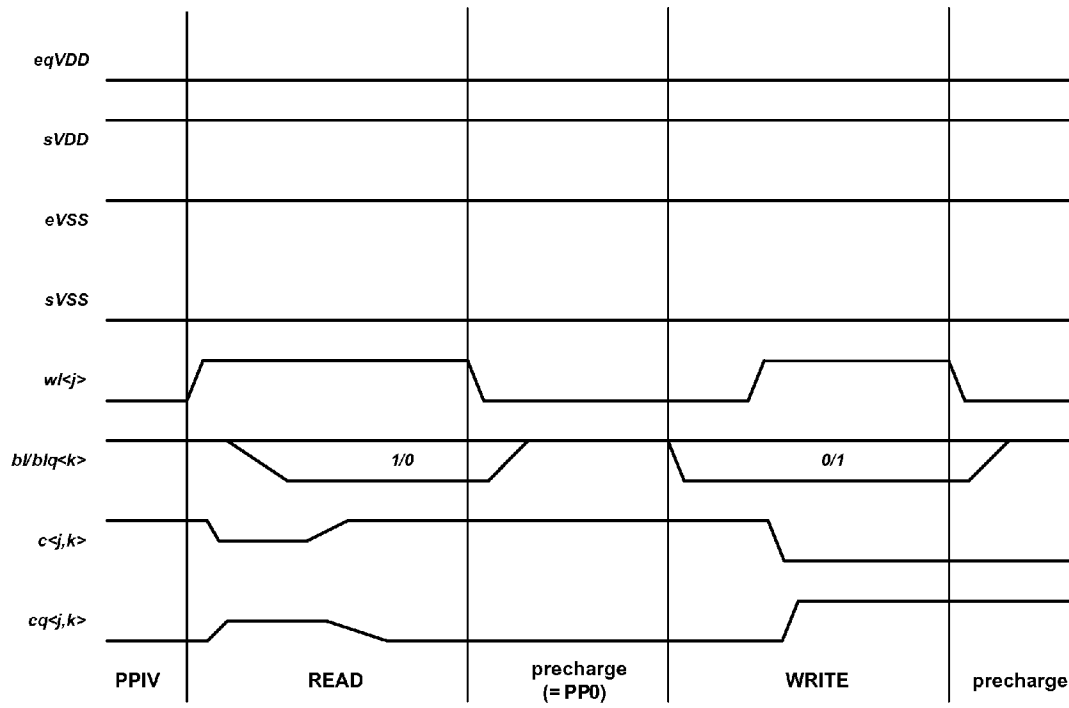 eqVDD
sVDD
eVSS
sVSS
wl<j>
bl/blq<k>
1/0
0/1
c<j,k>
cq<j,k>
PPIV
READ
precharge
(= PP0)
WRITE
precharge